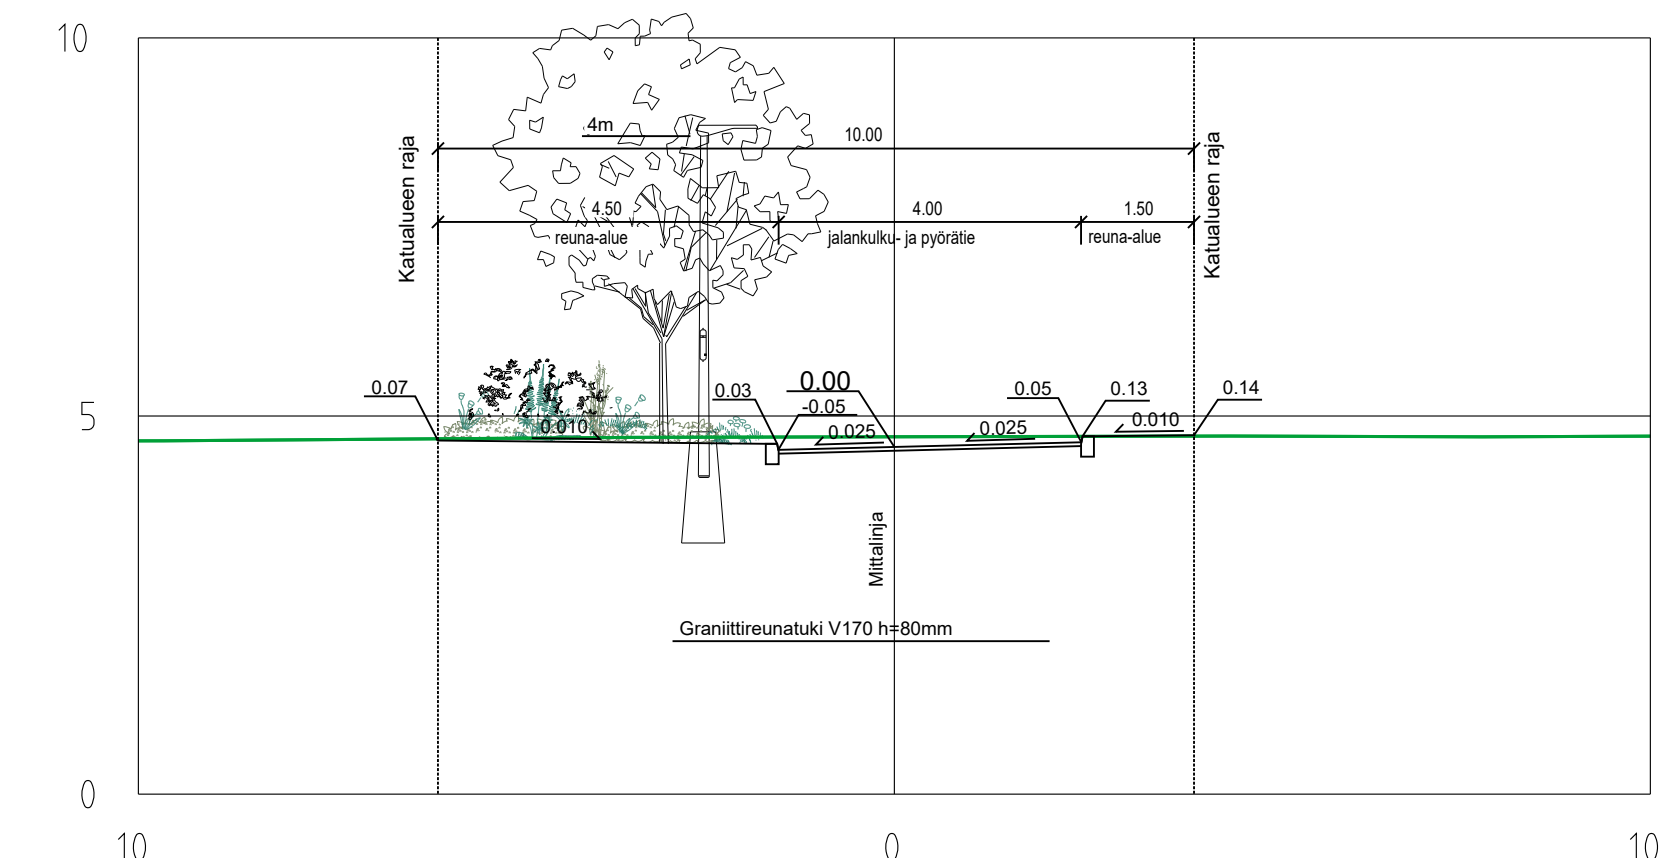 10
4m
10.00
Katualueen raja
Katualueen raja
4.50
4.00
1.50
reuna-alue
jalankulku- ja pyörätie
reuna-alue
0.07
0.03
0.00
0.05
0.13
0.14
-0.05
5
0.010
0.025
0.025
0.010
Mittalinja
Graniittireunatuki V170 h=80mm
0
10
0
10